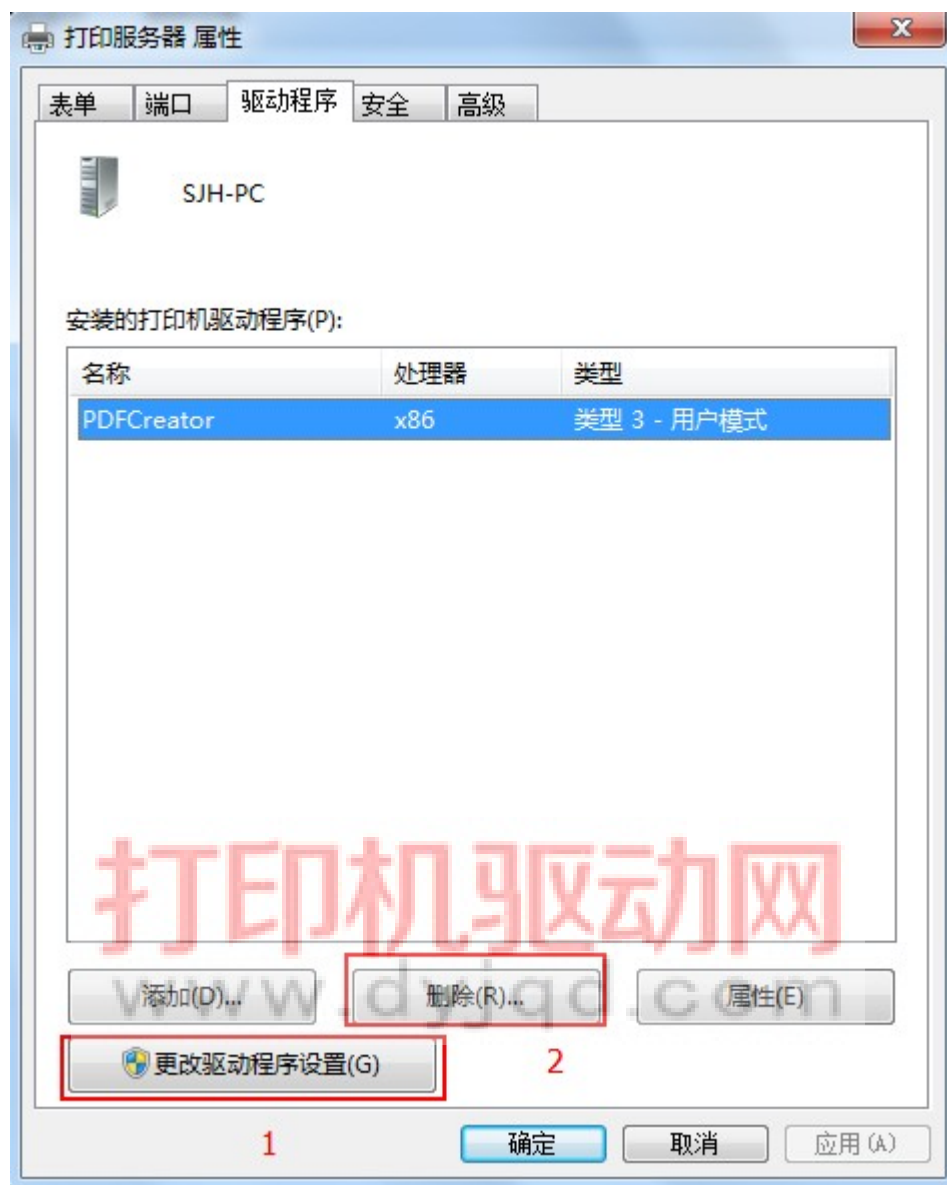 打印服务器 属性
表单 端口 驱动程序 安全 高级
SJH-PC
安装的打印机驱动程序(P):
名称 处理器 类型
PDFCreator x86 类型 3 - 用户模式
打印机驱动网
www.dyjqd.com
添加(D)... 删除(R)... 属性(E)
更改驱动程序设置(G) 2
1 确定 取消 应用(A)